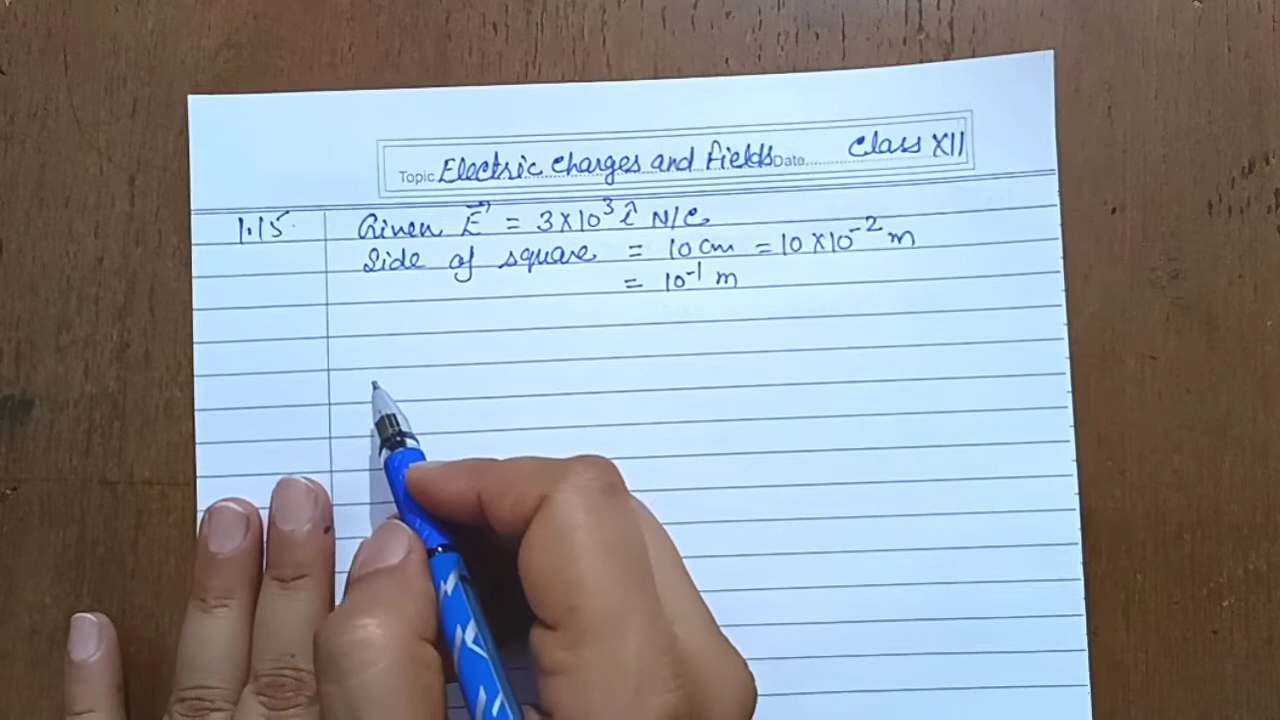 Topic Electric Charges and Fields Date........ Class XII
1.15. Given E⃗ = 3×10³ î N/C.
Side of square = 10 cm = 10×10⁻² m
= 10⁻¹ m